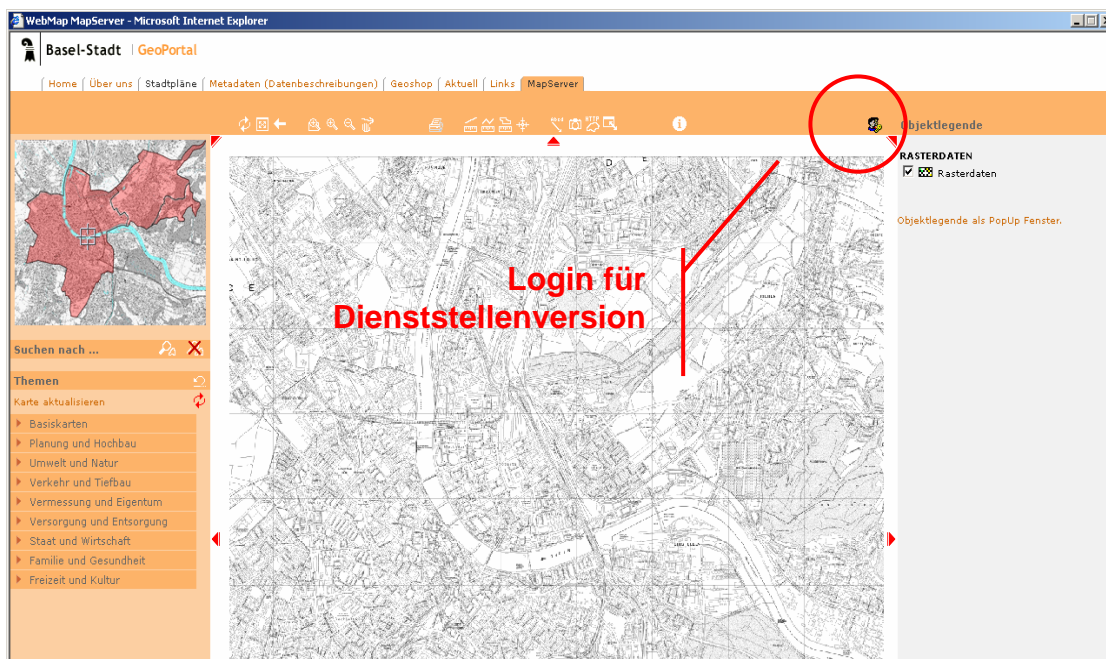 WebMap MapServer - Microsoft Internet Explorer
Basel-Stadt | GeoPortal
Home Über uns Stadtpläne Metadaten (Datenbeschreibungen) Geoshop Aktuell Links MapServer
HTTP
Objektlegende
RASTERDATEN
Rasterdaten
Objektlegende als PopUp Fenster.
Login für
Dienststellenversion
Suchen nach ...
Themen
Karte aktualisieren
Basiskarten
Planung und Hochbau
Umwelt und Natur
Verkehr und Tiefbau
Vermessung und Eigentum
Versorgung und Entsorgung
Staat und Wirtschaft
Familie und Gesundheit
Freizeit und Kultur